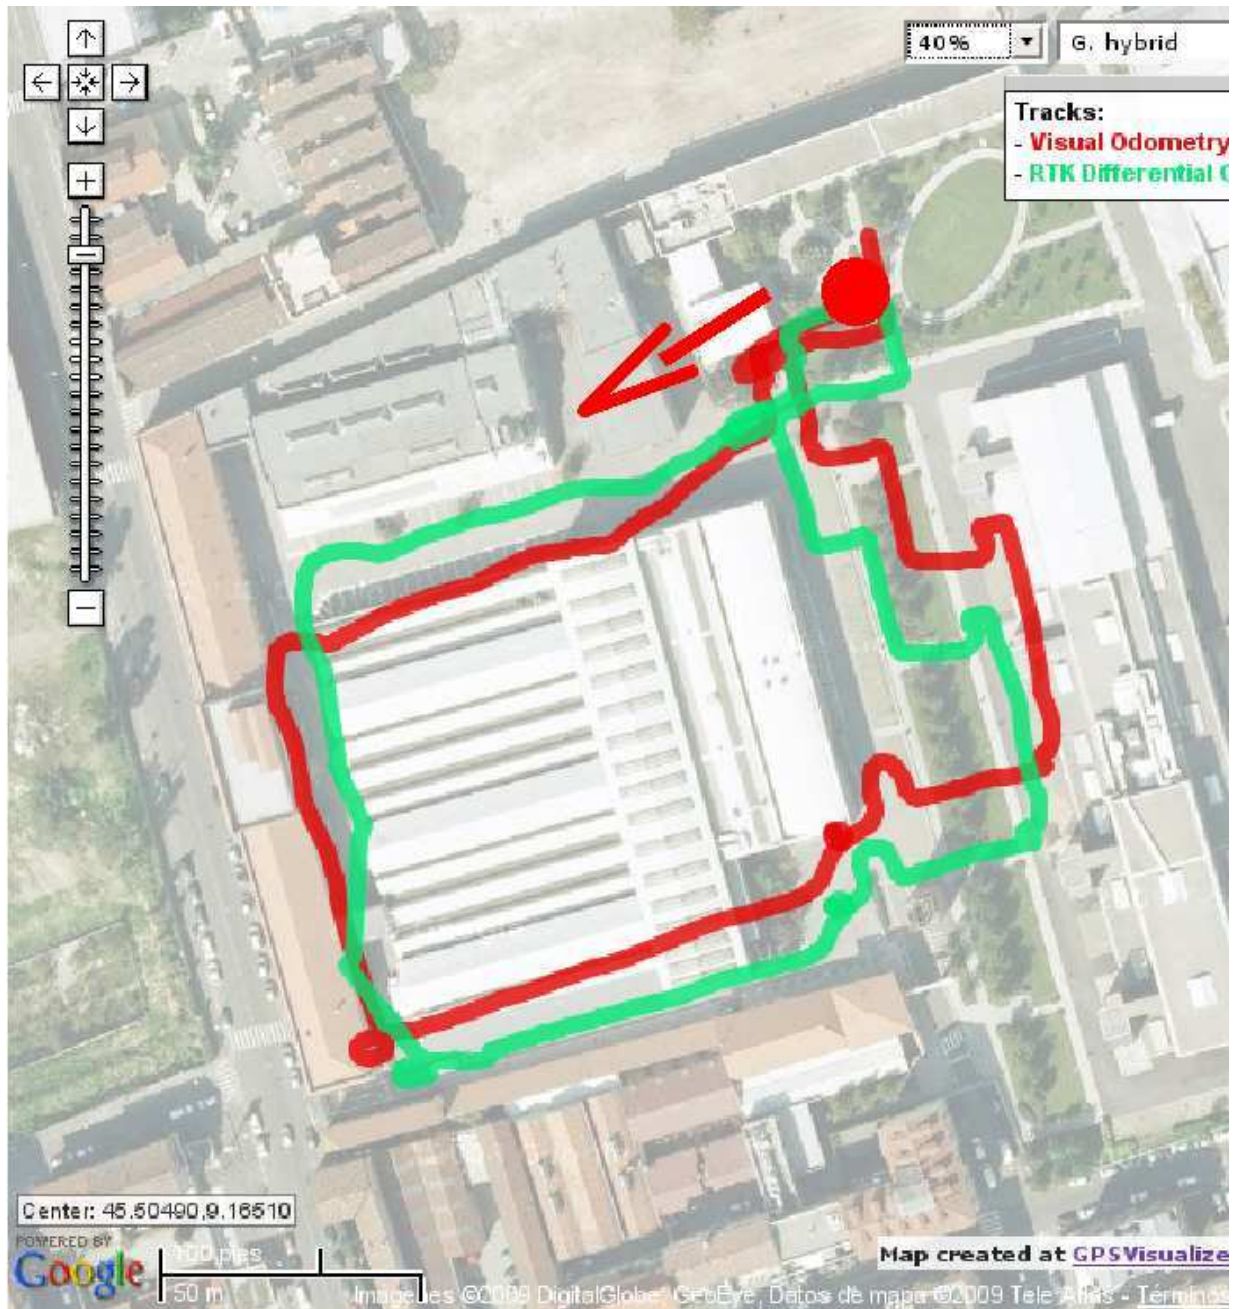 40%
G. hybrid
Tracks:
- Visual Odometry
- RTK Differential
Center: 45.50490,9.16510
POWERED BY
Google
100 pies
50 m
Map created at GPSVisualize
Imágenes ©2009 DigitalGlobe, GeoEye, Datos de mapa ©2009 Tele Atlas - Términos